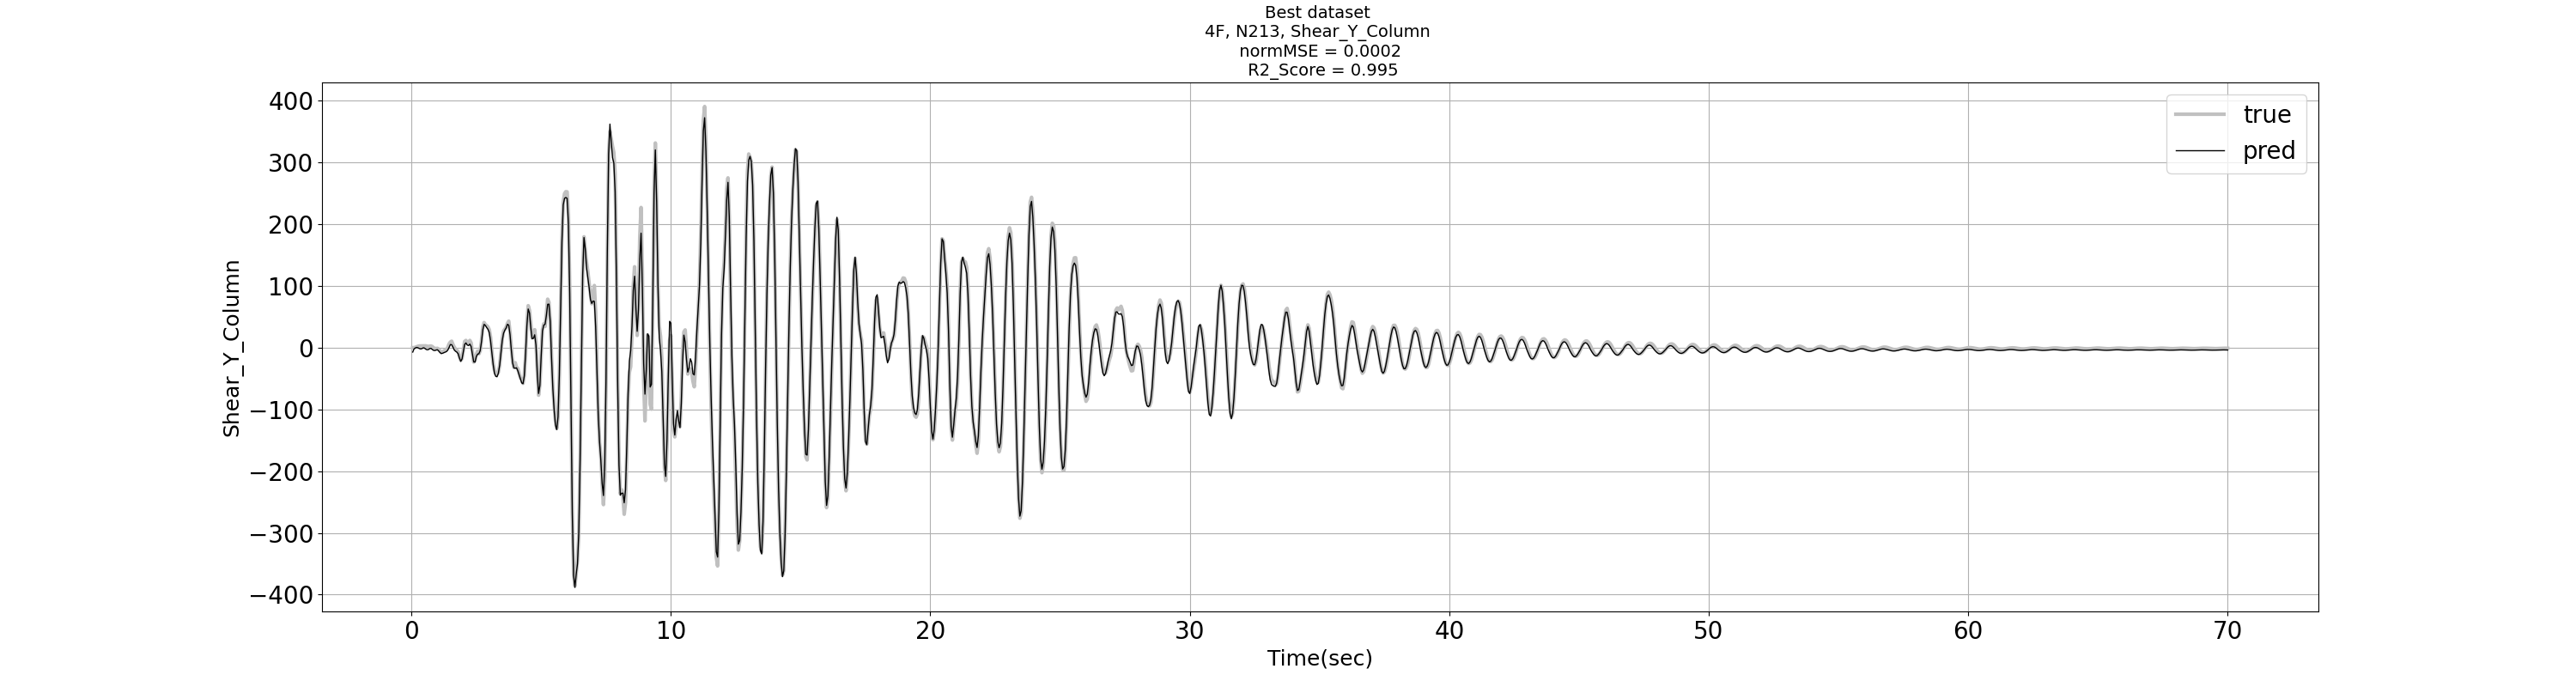 Best dataset
4F, N213, Shear_Y_Column
normMSE = 0.0002
R2_Score = 0.995
400
300
200
100
0
−100
−200
−300
−400
Shear_Y_Column
true
pred
0 10 20 30 40 50 60 70
Time(sec)